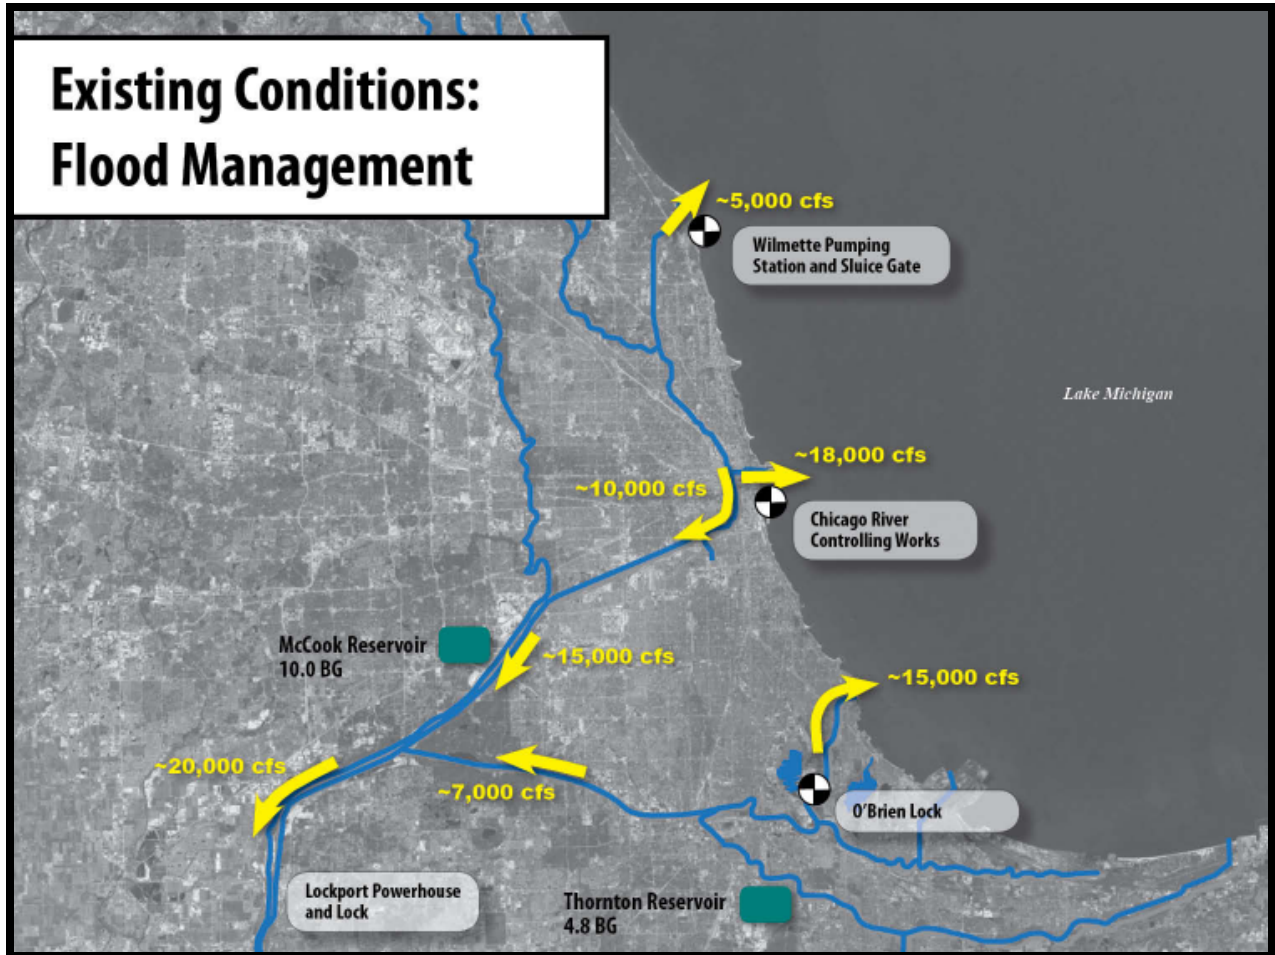 Existing Conditions:
Flood Management
~5,000 cfs
Wilmette Pumping
Station and Sluice Gate
Lake Michigan
~18,000 cfs
~10,000 cfs
Chicago River
Controlling Works
McCook Reservoir
10.0 BG
~15,000 cfs
~15,000 cfs
~20,000 cfs
~7,000 cfs
O'Brien Lock
Lockport Powerhouse
and Lock
Thornton Reservoir
4.8 BG